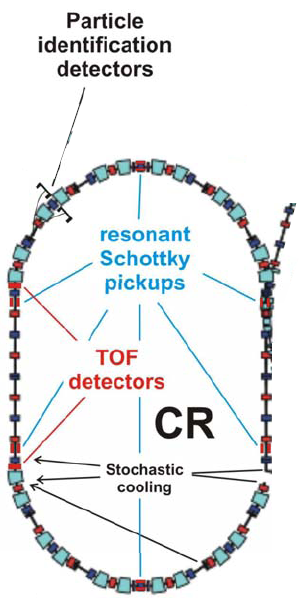 Particle
identification
detectors
resonant
Schottky
pickups
TOF
detectors
CR
Stochastic
cooling